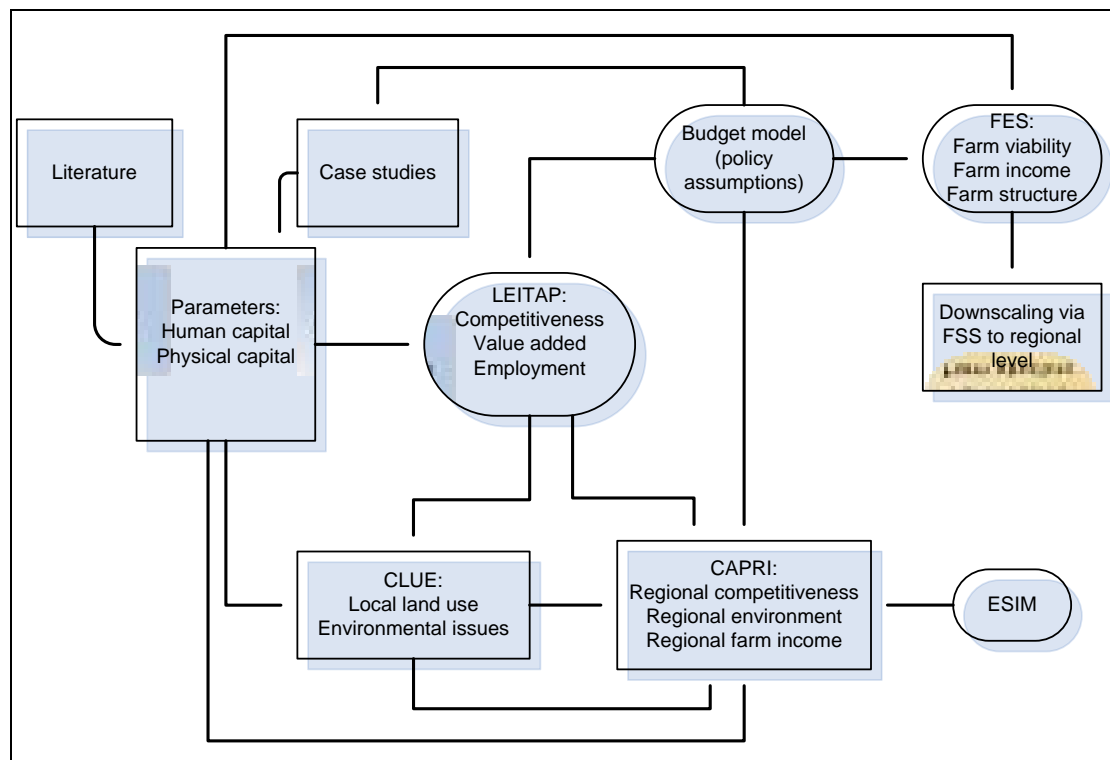 Literature
Case studies
Budget model
(policy
assumptions)
FES:
Farm viability
Farm income
Farm structure
Parameters:
Human capital
Physical capital
LEITAP:
Competitiveness
Value added
Employment
Downscaling via
FSS to regional
level
CLUE:
Local land use
Environmental issues
CAPRI:
Regional competitiveness
Regional environment
Regional farm income
ESIM